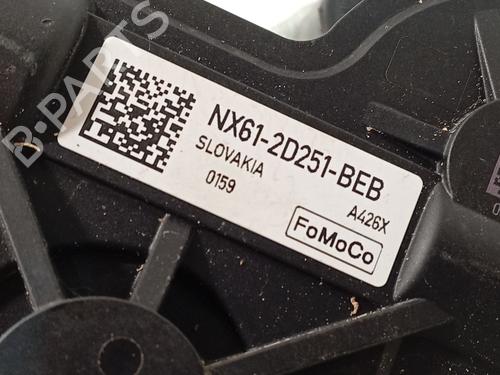 B-PARTS
NX61-2D251-BEB
SLOVAKIA
0159
A426X
FoMoCo